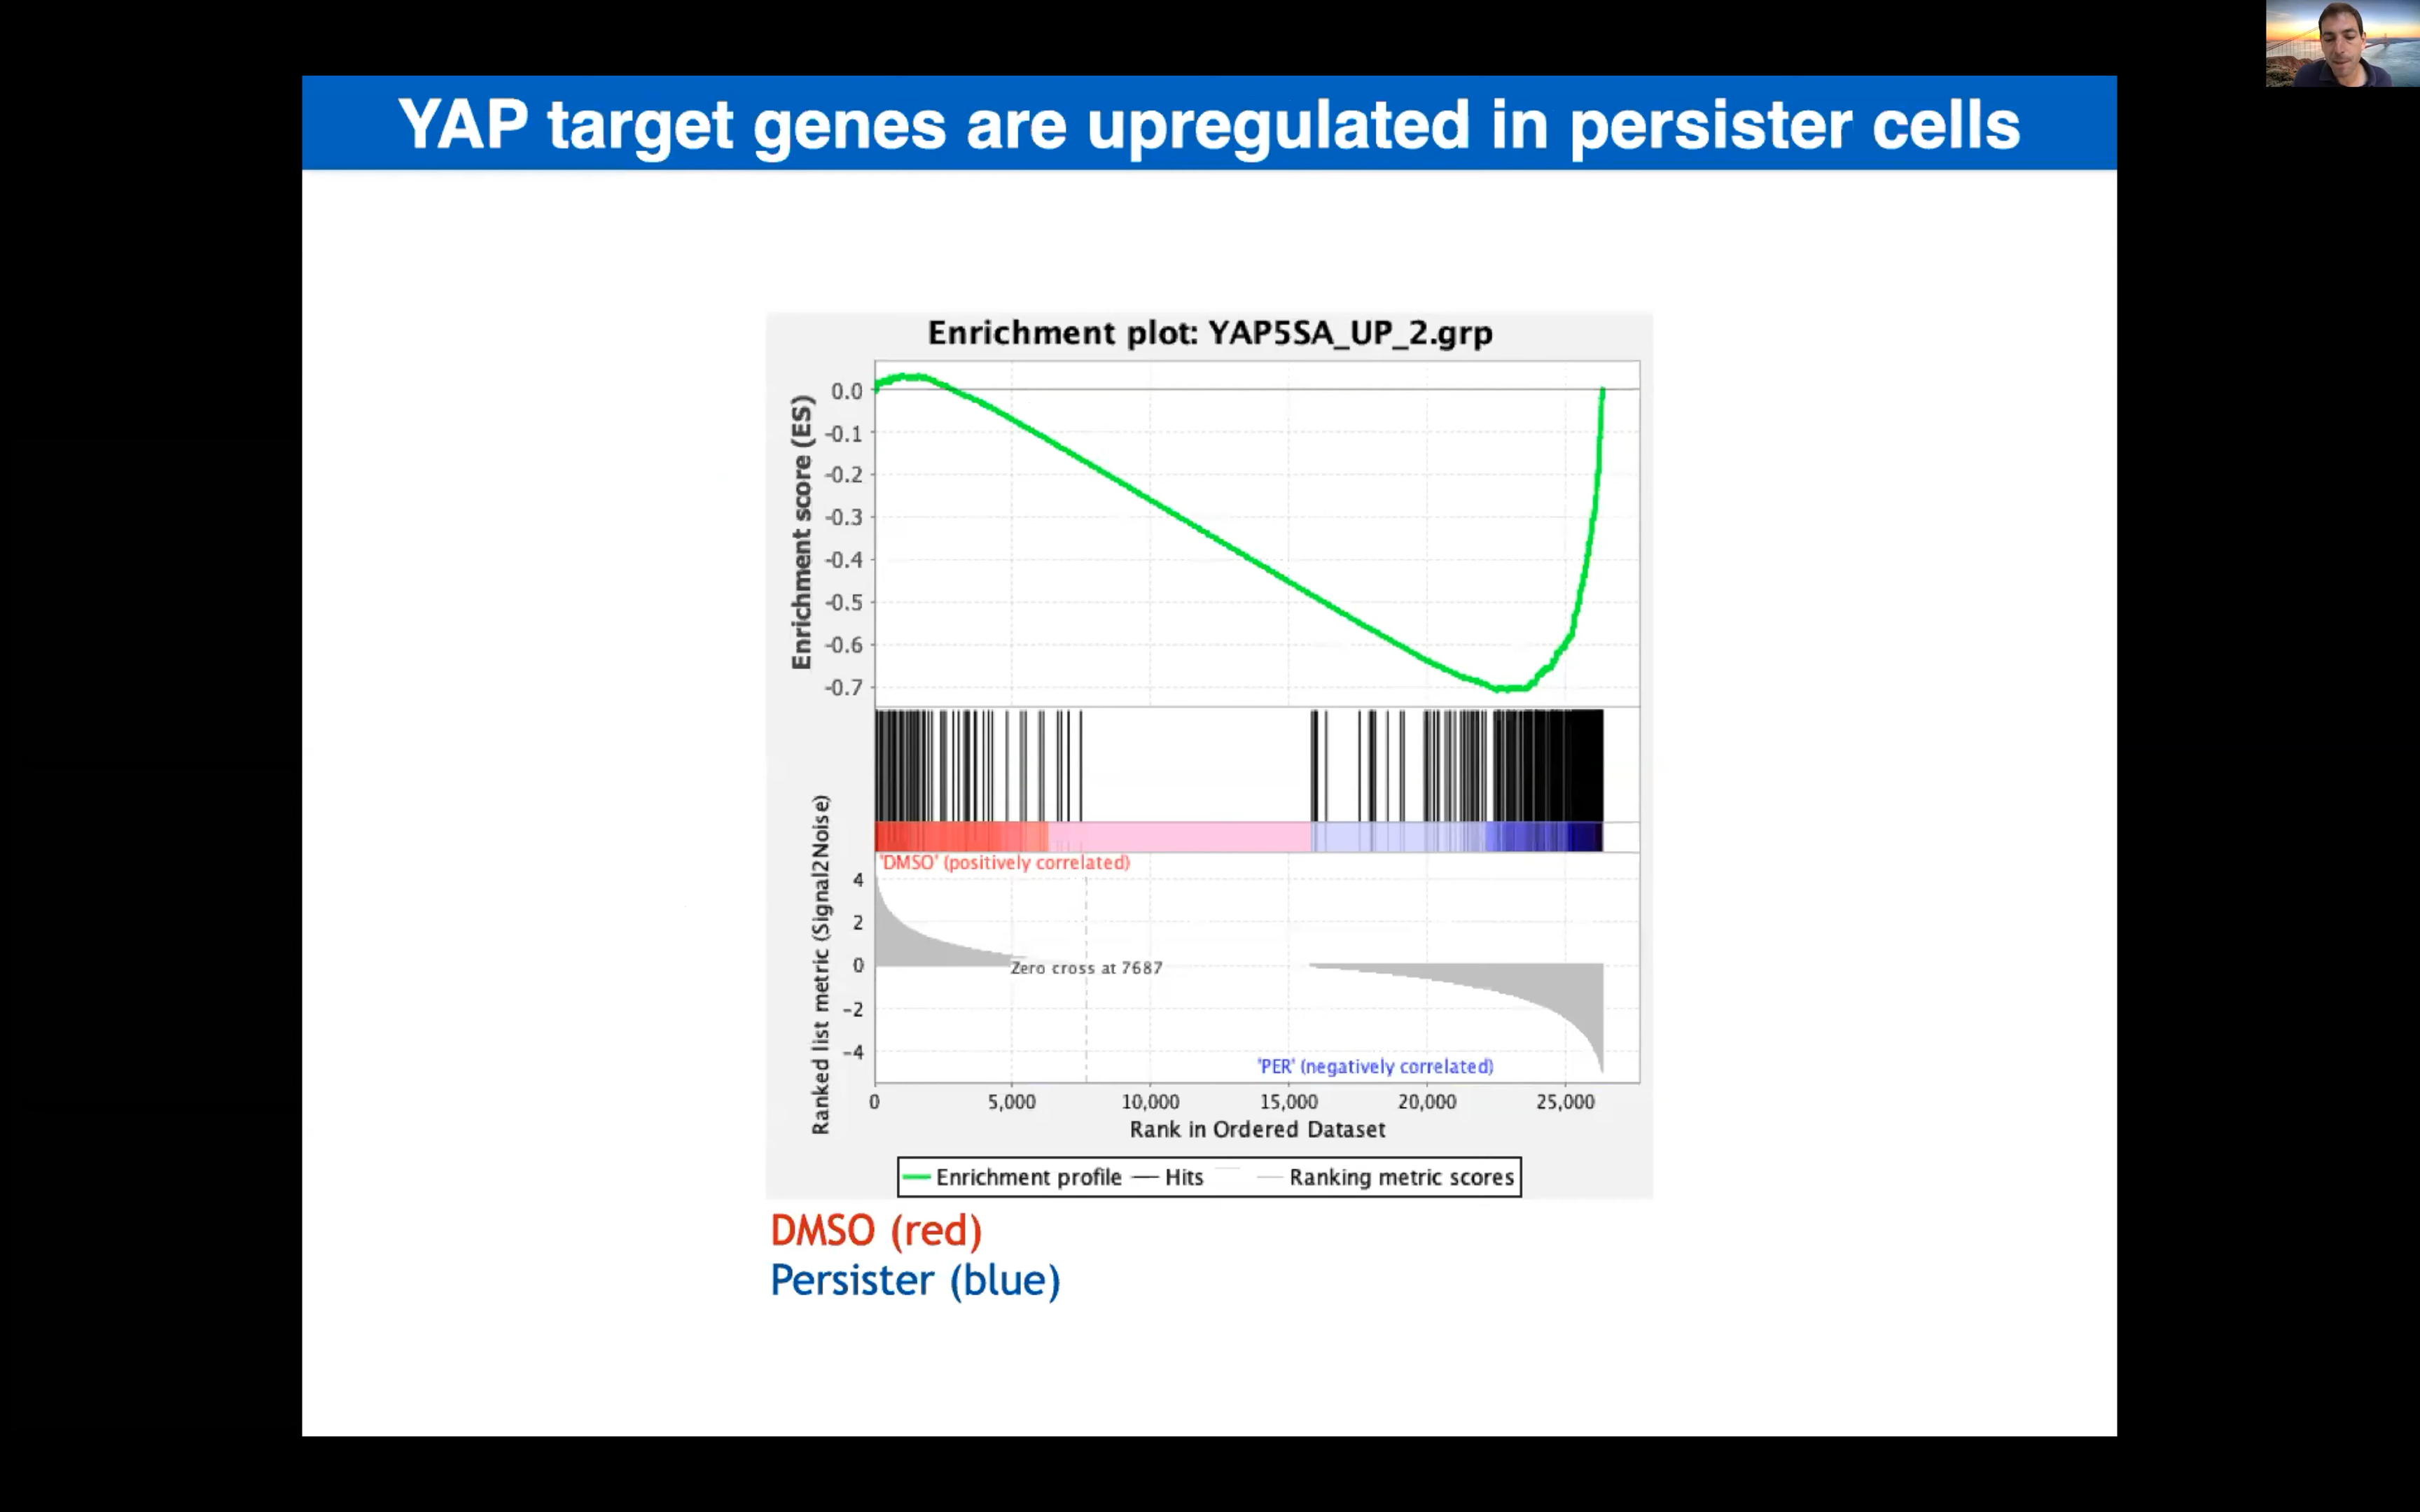 YAP target genes are upregulated in persister cells
Enrichment plot: YAP5SA_UP_2.grp
Enrichment score (ES)
0.0
-0.1
-0.2
-0.3
-0.4
-0.5
-0.6
-0.7
'DMSO' (positively correlated)
Ranked list metric (Signal2Noise)
4
2
0
-2
-4
Zero cross at 7687
'PER' (negatively correlated)
0 5,000 10,000 15,000 20,000 25,000
Rank in Ordered Dataset
Enrichment profile Hits Ranking metric scores
DMSO (red)
Persister (blue)